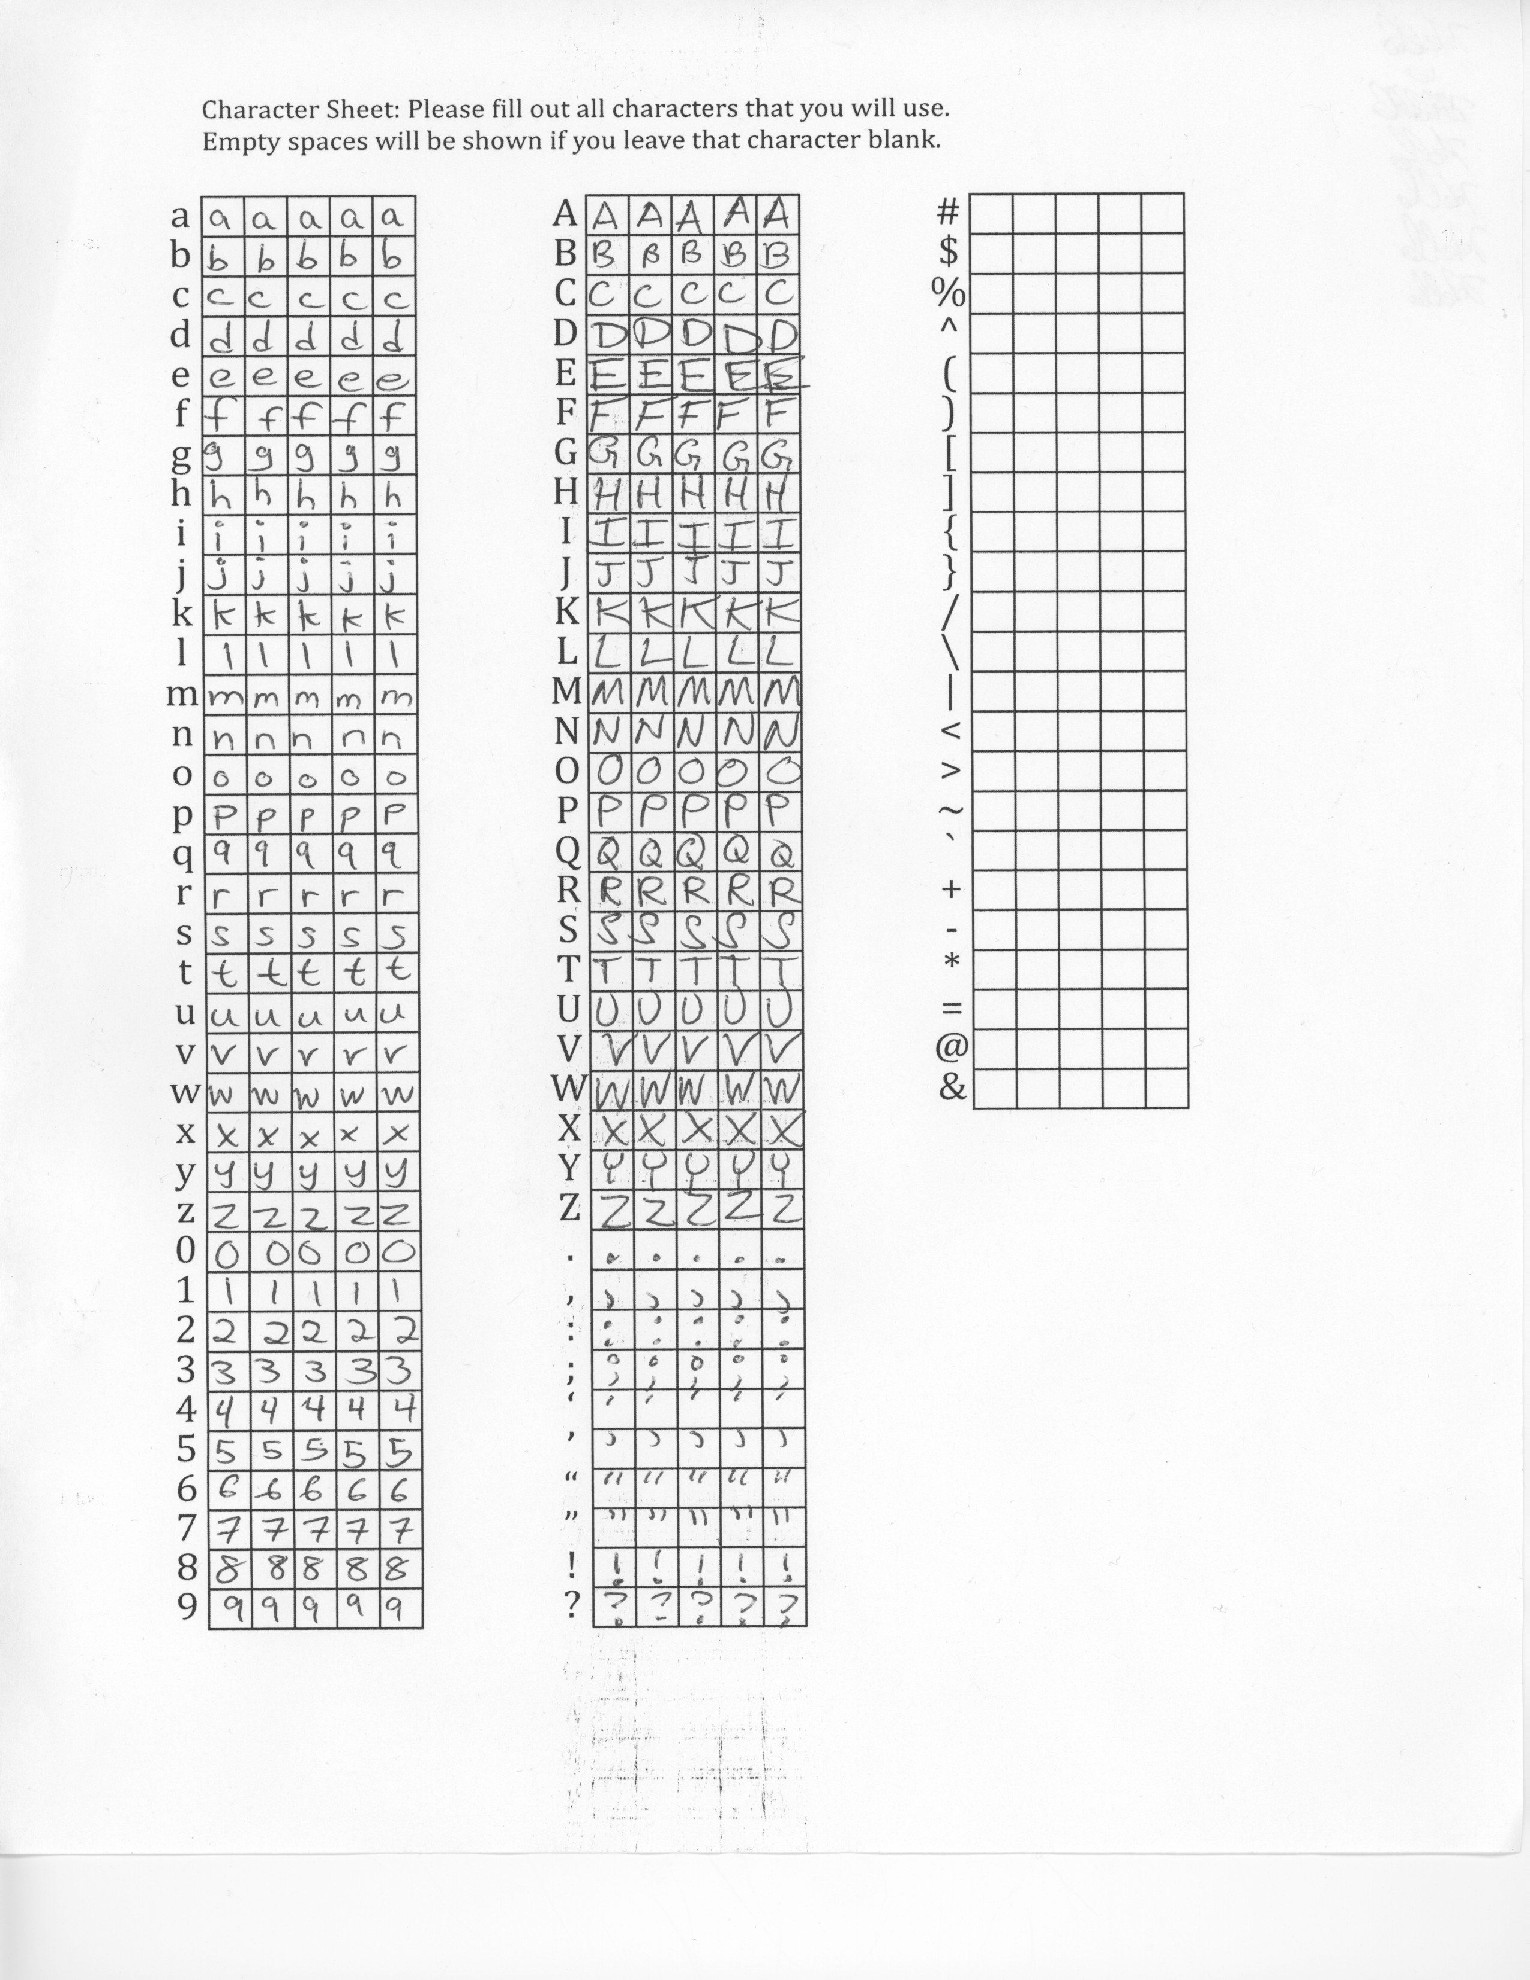 Character Sheet: Please fill out all characters that you will use.
Empty spaces will be shown if you leave that character blank.
a a a a a a
b b b b b b
c c c c c c
d d d d d d
e e e e e e
f f f f f f
g g g g g g
h h h h h h
i i i i i i
j j j j j j
k k k k k k
l l l l l l
m m m m m m
n n n n n n
o o o o o o
p p p p p p
q q q q q q
r r r r r r
s s s s s s
t t t t t t
u u u u u u
v v v v v v
w w w w w w
x x x x x x
y y y y y y
z z z z z z
0 0 0 0 0 0
1 1 1 1 1 1
2 2 2 2 2 2
3 3 3 3 3 3
4 4 4 4 4 4
5 5 5 5 5 5
6 6 6 6 6 6
7 7 7 7 7 7
8 8 8 8 8 8
9 9 9 9 9 9
A A A A A A
B B B B B B
C C C C C C
D D D D D D
E E E E E E
F F F F F F
G G G G G G
H H H H H H
I I I I I I
J J J J J J
K K K K K K
L L L L L L
M M M M M M
N N N N N N
O O O O O O
P P P P P P
Q Q Q Q Q Q
R R R R R R
S S S S S S
T T T T T T
U U U U U U
V V V V V V
W W W W W W
X X X X X X
Y Y Y Y Y Y
Z Z Z Z Z Z
. . . . . .
, , , , , ,
: : : : : :
; ; ; ; ; ;
‘ ‘ ‘ ‘ ‘ ‘
’ ’ ’ ’ ’ ’
“ “ “ “ “ “
” ” ” ” ” ”
! ! ! ! ! !
? ? ? ? ? ?
#
$
%
^
(
)
[
]
{
}
/
\
|
<
>
~
`
+
-
*
=
@
&